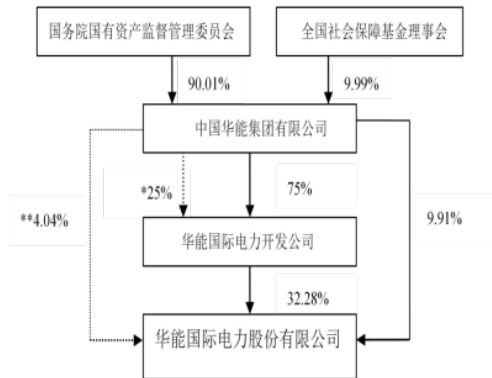 国务院国有资产监督管理委员会
全国社会保障基金理事会
90.01%
9.99%
中国华能集团有限公司
*25%
75%
**4.04%
9.91%
华能国际电力开发公司
32.28%
华能国际电力股份有限公司